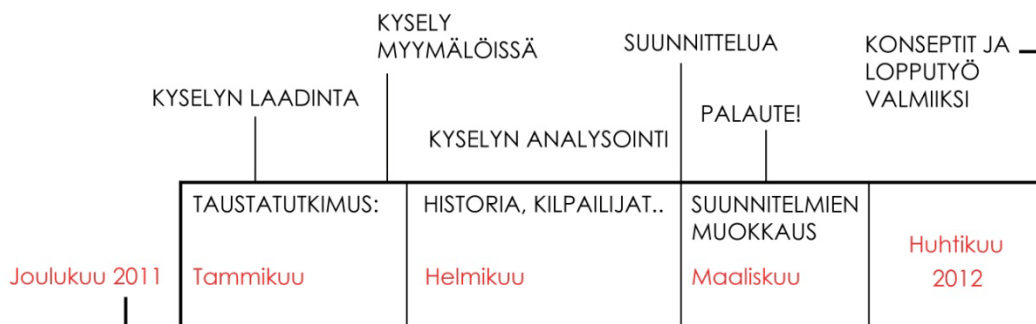 KYSELY
MYYMÄLÖISSÄ
SUUNNITTELUA
KONSEPTIT JA
LOPPUTYÖ
VALMIIKSI
KYSELYN LAADINTA
PALAUTE!
KYSELYN ANALYSOINTI
TAUSTATUTKIMUS:
HISTORIA, KILPAILIJAT..
SUUNNITELMIEN
MUOKKAUS
Joulukuu 2011
Tammikuu
Helmikuu
Maaliskuu
Huhtikuu
2012